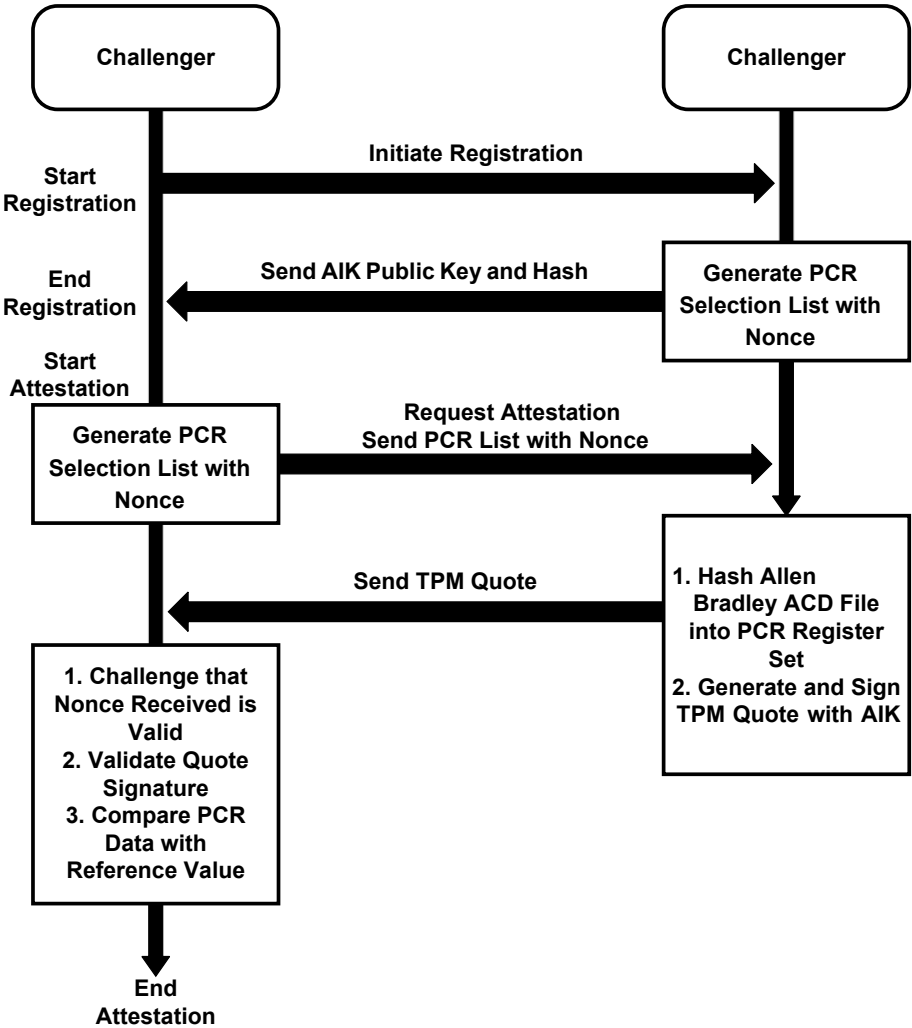 Challenger
Challenger
Initiate Registration
Start
Registration
Send AIK Public Key and Hash
End
Registration
Generate PCR
Selection List with
Nonce
Start
Attestation
Request Attestation
Send PCR List with Nonce
Generate PCR
Selection List with
Nonce
Send TPM Quote
1. Hash Allen
Bradley ACD File
into PCR Register
Set
2. Generate and Sign
TPM Quote with AIK
1. Challenge that
Nonce Received is
Valid
2. Validate Quote
Signature
3. Compare PCR
Data with
Reference Value
End
Attestation